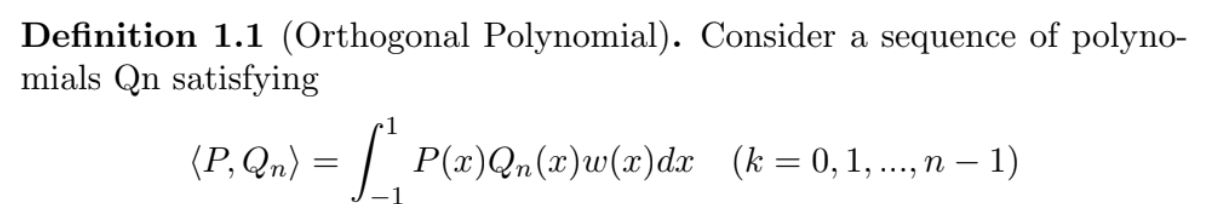 Definition 1.1 (Orthogonal Polynomial). Consider a sequence of polyno-
mials Qn satisfying
⟨P, Q_n⟩ = ∫_{-1}^{1} P(x)Q_n(x)w(x)dx (k = 0, 1, ..., n − 1)